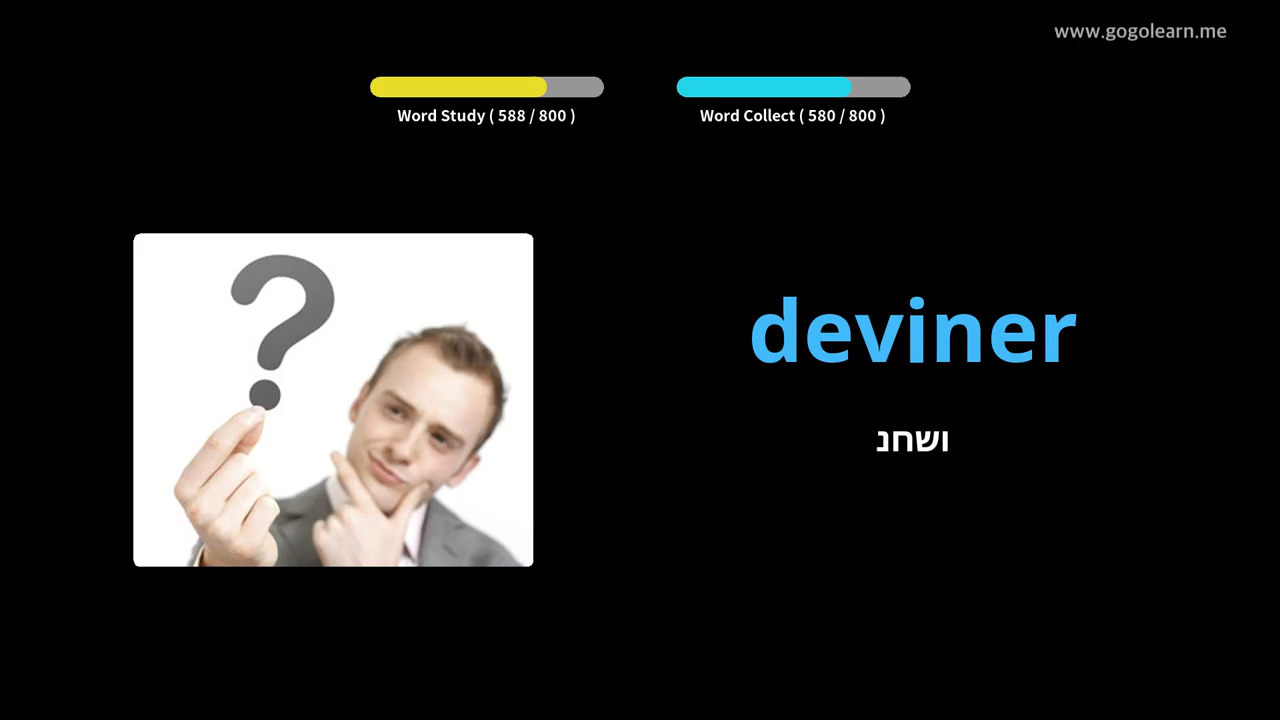 www.gogolearn.me
Word Study ( 588 / 800 )
Word Collect ( 580 / 800 )
?
deviner
ושחנ